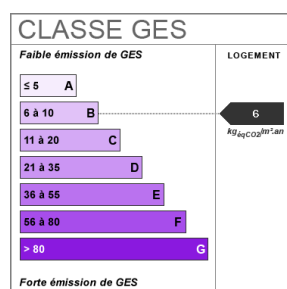 CLASSE GES
Faible émission de GES
LOGEMENT
≤ 5 A
6 à 10 B
6
kgéqCO2/m².an
11 à 20 C
21 à 35 D
36 à 55 E
56 à 80 F
> 80 G
Forte émission de GES